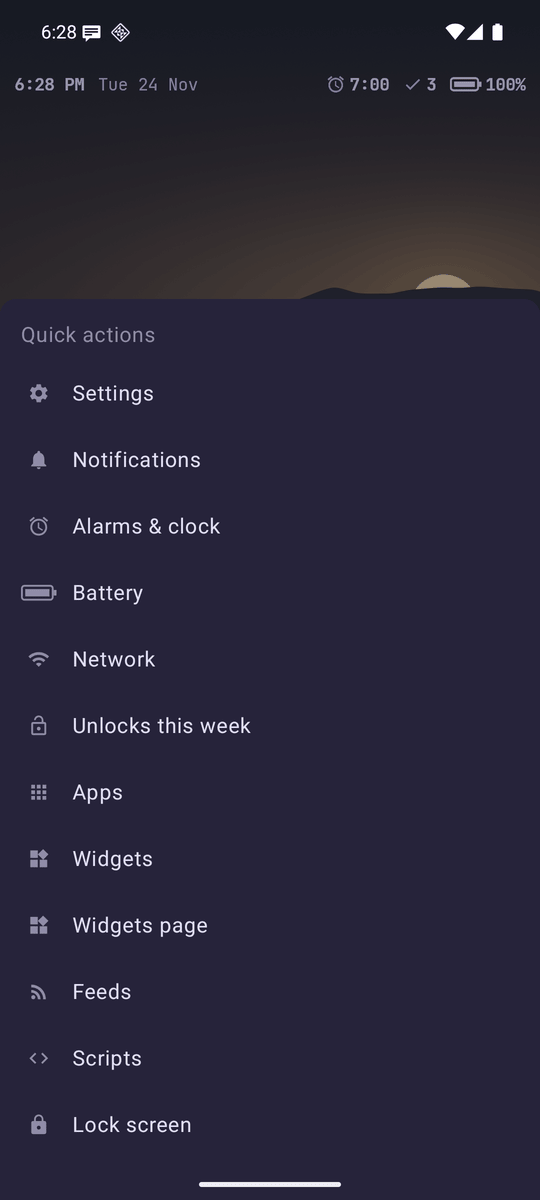 6:28
6:28 PM Tue 24 Nov 7:00 3 100%
Quick actions
Settings
Notifications
Alarms & clock
Battery
Network
Unlocks this week
Apps
Widgets
Widgets page
Feeds
Scripts
Lock screen